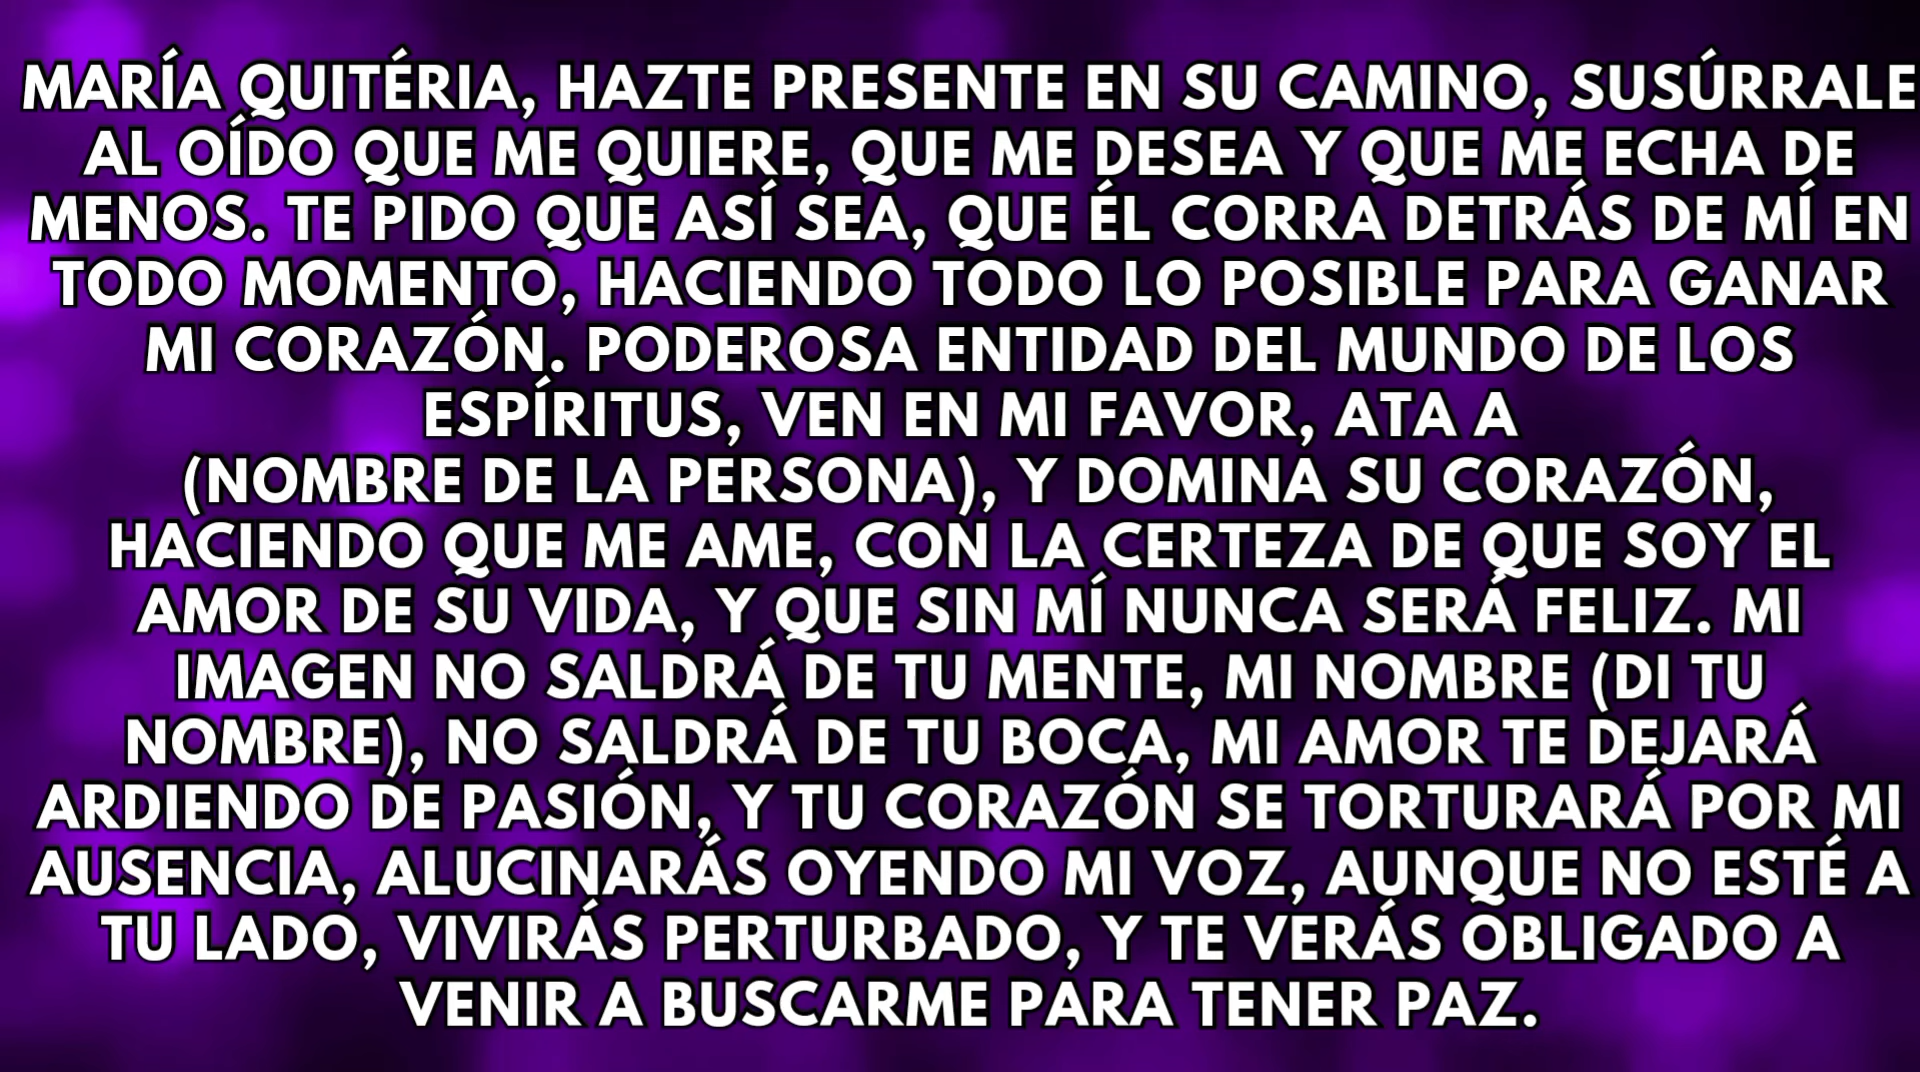 MARÍA QUITÉRIA, HAZTE PRESENTE EN SU CAMINO, SUSÚRRALE
AL OÍDO QUE ME QUIERE, QUE ME DESEA Y QUE ME ECHA DE
MENOS. TE PIDO QUE ASÍ SEA, QUE ÉL CORRA DETRÁS DE MÍ EN
TODO MOMENTO, HACIENDO TODO LO POSIBLE PARA GANAR
MI CORAZÓN. PODEROSA ENTIDAD DEL MUNDO DE LOS
ESPÍRITUS, VEN EN MI FAVOR, ATA A
(NOMBRE DE LA PERSONA), Y DOMINA SU CORAZÓN,
HACIENDO QUE ME AME, CON LA CERTEZA DE QUE SOY EL
AMOR DE SU VIDA, Y QUE SIN MÍ NUNCA SERÁ FELIZ. MI
IMAGEN NO SALDRÁ DE TU MENTE, MI NOMBRE (DI TU
NOMBRE), NO SALDRÁ DE TU BOCA, MI AMOR TE DEJARÁ
ARDIENDO DE PASIÓN, Y TU CORAZÓN SE TORTURARÁ POR MI
AUSENCIA, ALUCINARÁS OYENDO MI VOZ, AUNQUE NO ESTÉ A
TU LADO, VIVIRÁS PERTURBADO, Y TE VERÁS OBLIGADO A
VENIR A BUSCARME PARA TENER PAZ.